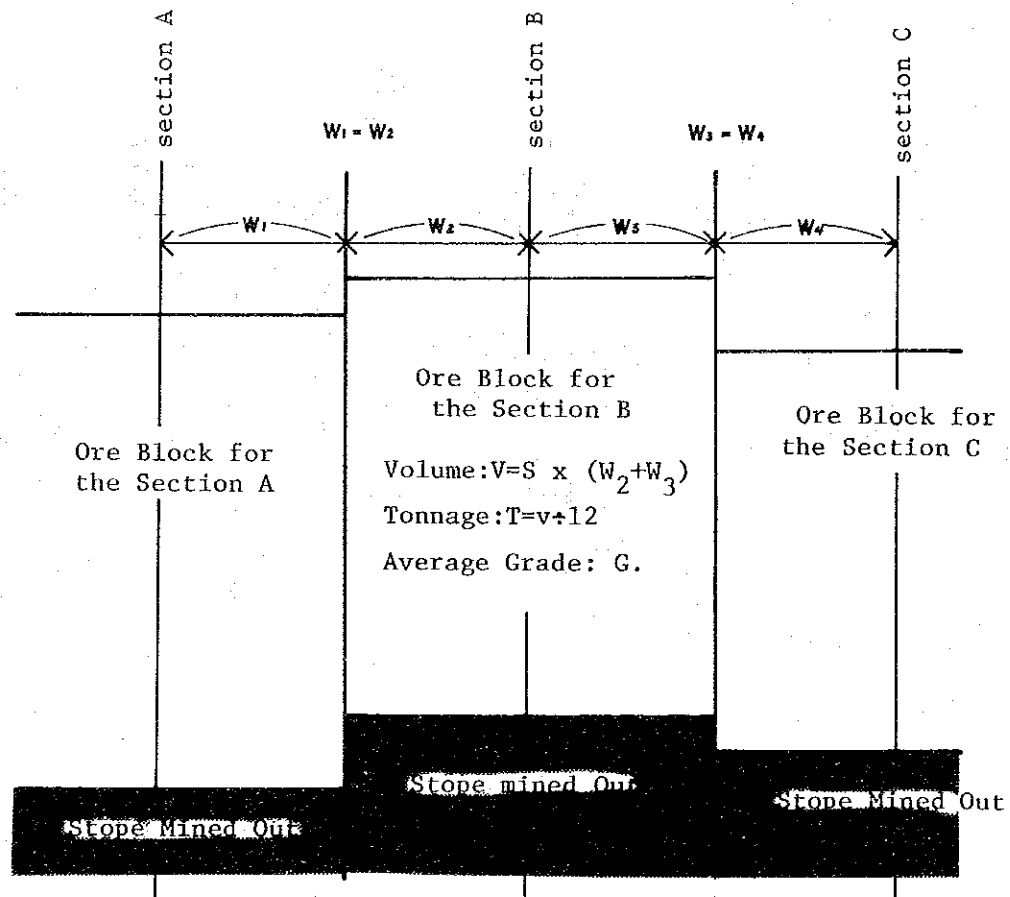 section A
section B
section C
W1 = W2
W3 = W4
W1
W2
W3
W4
Ore Block for
the Section A
Ore Block for
the Section B
Volume:V=S x (W2+W3)
Tonnage:T=v÷12
Average Grade: G.
Ore Block for
the Section C
Stope Mined Out
Stope mined Out
Stope Mined Out